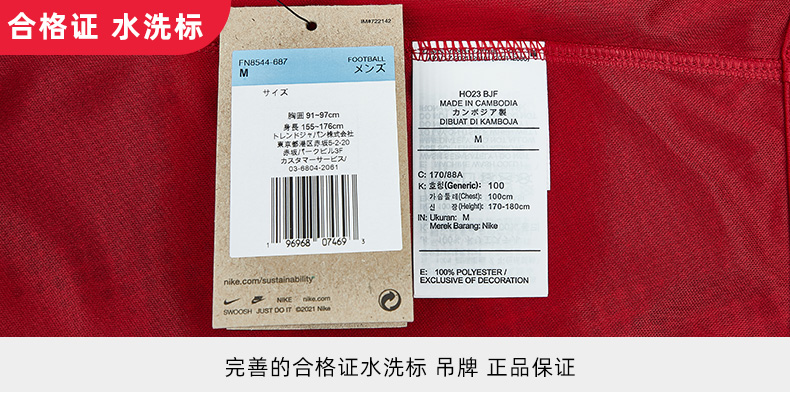 合格证 水洗标
IM#722142
FN8544-687 FOOTBALL
M メンズ
サイズ
胸囲 91~97cm
身長 155~176cm
トレンドジャパン株式会社
東京都港区赤坂5-2-20
赤坂パークビル3F
カスタマーサービス/
03-6804-2061
1 96968 07469 3
nike.com/sustainability
NIKE nike.com
SWOOSH JUST DO IT ©2021 Nike
HO23 BJF
MADE IN CAMBODIA
カンボジア製
DIBUAT DI KAMBOJA
M
C: 170/88A
K: 호칭(Generic): 100
가슴둘레(Chest): 100cm
신 장(Height): 170-180cm
IN: Ukuran: M
Merek Barang: Nike
E: 100% POLYESTER /
EXCLUSIVE OF DECORATION
完善的合格证水洗标 吊牌 正品保证